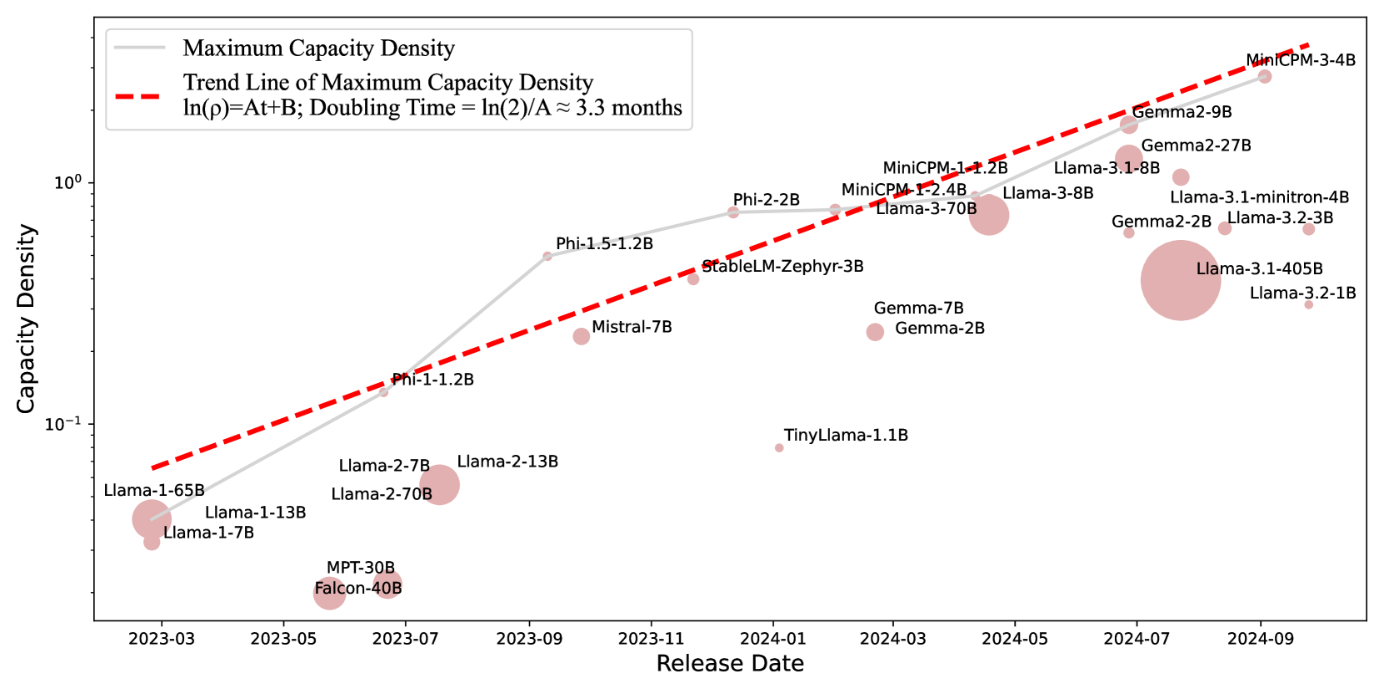 Maximum Capacity Density
Trend Line of Maximum Capacity Density
ln(ρ)=At+B; Doubling Time = ln(2)/A ≈ 3.3 months
MiniCPM-3-4B
Gemma2-9B
Gemma2-27B
MiniCPM-1-1.2B
Llama-3.1-8B
10⁰
MiniCPM-1-2.4B
Llama-3-8B
Phi-2-2B
Llama-3.1-minitron-4B
Llama-3-70B
Gemma2-2B
Llama-3.2-3B
Phi-1.5-1.2B
StableLM-Zephyr-3B
Llama-3.1-405B
Llama-3.2-1B
Gemma-7B
Mistral-7B
Gemma-2B
Phi-1-1.2B
10⁻¹
TinyLlama-1.1B
Llama-2-7B
Llama-2-13B
Llama-1-65B
Llama-2-70B
Llama-1-13B
Llama-1-7B
MPT-30B
Falcon-40B
Capacity Density
2023-03
2023-05
2023-07
2023-09
2023-11
2024-01
2024-03
2024-05
2024-07
2024-09
Release Date